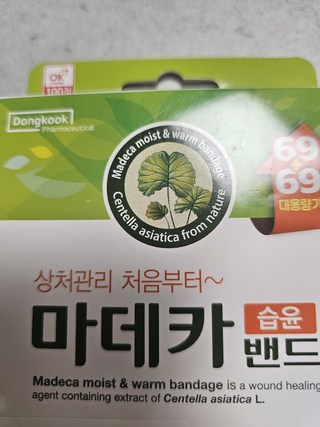 OK
Dongkook
Pharmaceutical
Madeca moist & warm bandage
Centella asiatica from nature
69
69
대용량
상처관리 처음부터~
마데카 습윤
밴드
Madeca moist & warm bandage is a wound healing
agent containing extract of Centella asiatica L.